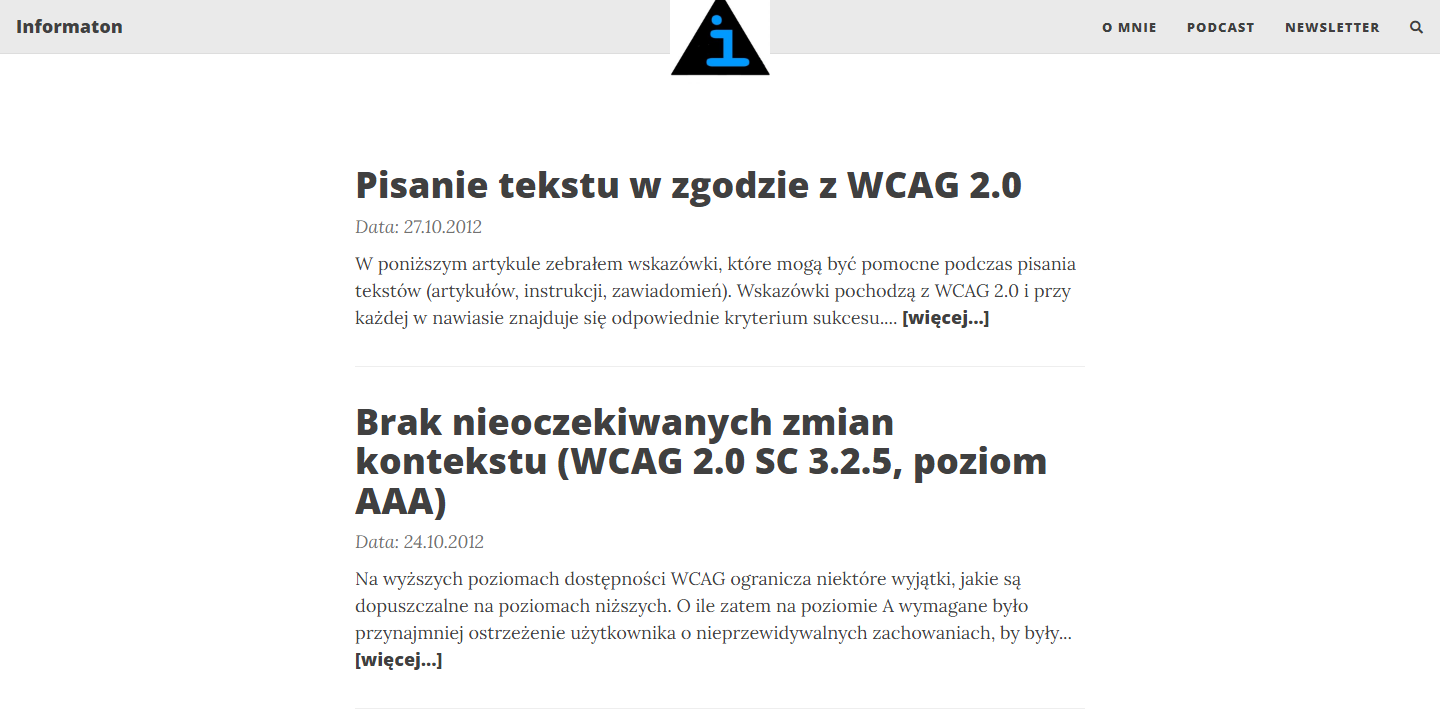 Informaton
i
O MNIE
PODCAST
NEWSLETTER
Pisanie tekstu w zgodzie z WCAG 2.0
Data: 27.10.2012
W poniższym artykule zebrałem wskazówki, które mogą być pomocne podczas pisania
tekstów (artykułów, instrukcji, zawiadomień). Wskazówki pochodzą z WCAG 2.0 i przy
każdej w nawiasie znajduje się odpowiednie kryterium sukcesu.... [więcej...]
Brak nieoczekiwanych zmian
kontekstu (WCAG 2.0 SC 3.2.5, poziom
AAA)
Data: 24.10.2012
Na wyższych poziomach dostępności WCAG ogranicza niektóre wyjątki, jakie są
dopuszczalne na poziomach niższych. O ile zatem na poziomie A wymagane było
przynajmniej ostrzeżenie użytkownika o nieprzewidywalnych zachowaniach, by były...
[więcej...]